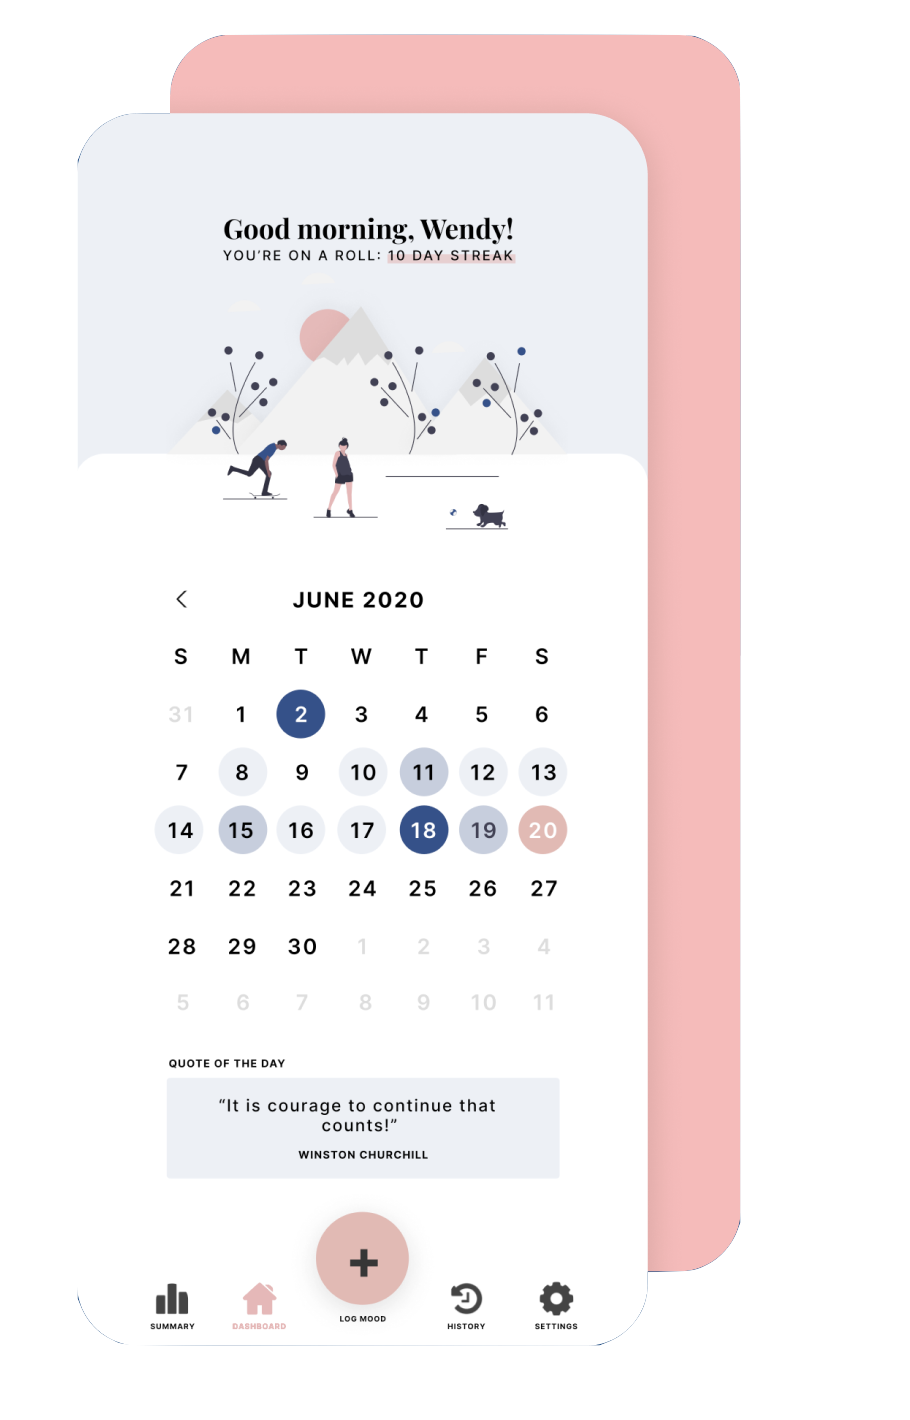 Good morning, Wendy!
YOU’RE ON A ROLL: 10 DAY STREAK
JUNE 2020
S M T W T F S
31 1 2 3 4 5 6
7 8 9 10 11 12 13
14 15 16 17 18 19 20
21 22 23 24 25 26 27
28 29 30 1 2 3 4
5 6 7 8 9 10 11
QUOTE OF THE DAY
“It is courage to continue that
counts!”
WINSTON CHURCHILL
SUMMARY DASHBOARD LOG MOOD HISTORY SETTINGS